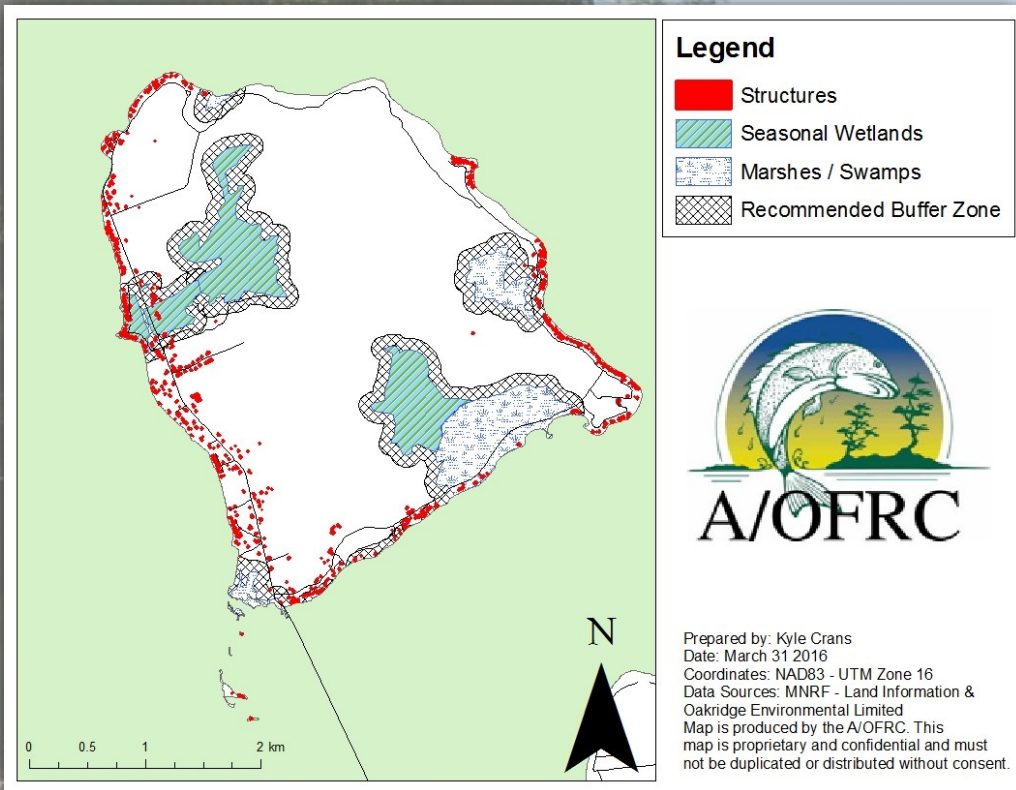 Legend
Structures
Seasonal Wetlands
Marshes / Swamps
Recommended Buffer Zone
A/OFRC
N
0 0.5 1 2 km
Prepared by: Kyle Crans
Date: March 31 2016
Coordinates: NAD83 - UTM Zone 16
Data Sources: MNRF - Land Information &
Oakridge Environmental Limited
Map is produced by the A/OFRC. This
map is proprietary and confidential and must
not be duplicated or distributed without consent.